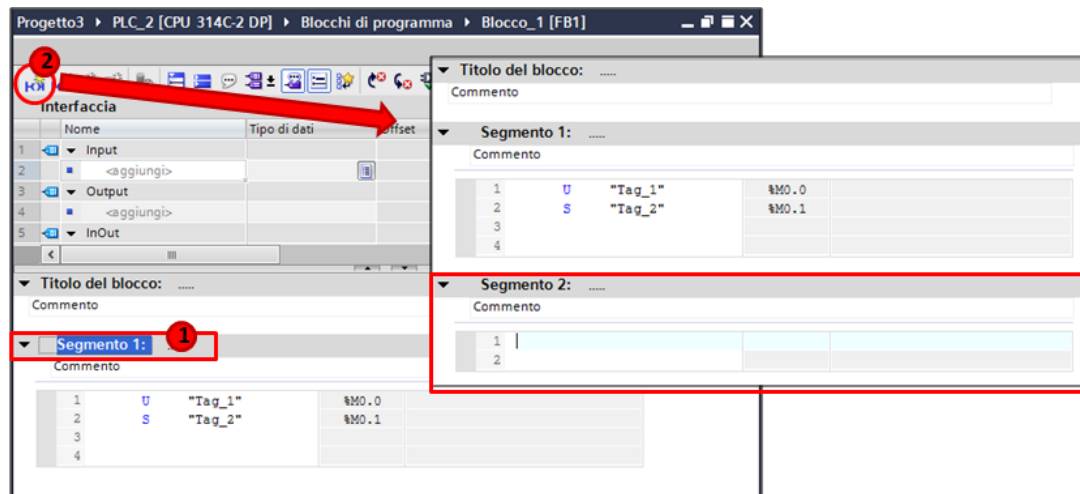 Progetto3 ▸ PLC_2 [CPU 314C-2 DP] ▸ Blocchi di programma ▸ Blocco_1 [FB1]
2
Interfaccia
Nome Tipo di dati Offset
1 Input
2 <aggiungi>
3 Output
4 <aggiungi>
5 InOut
Titolo del blocco: .....
Commento
1
Segmento 1:
Commento
1 U "Tag_1" %M0.0
2 S "Tag_2" %M0.1
3
4
Titolo del blocco: .....
Commento
Segmento 1: .....
Commento
1 U "Tag_1" %M0.0
2 S "Tag_2" %M0.1
3
4
Segmento 2: .....
Commento
1
2